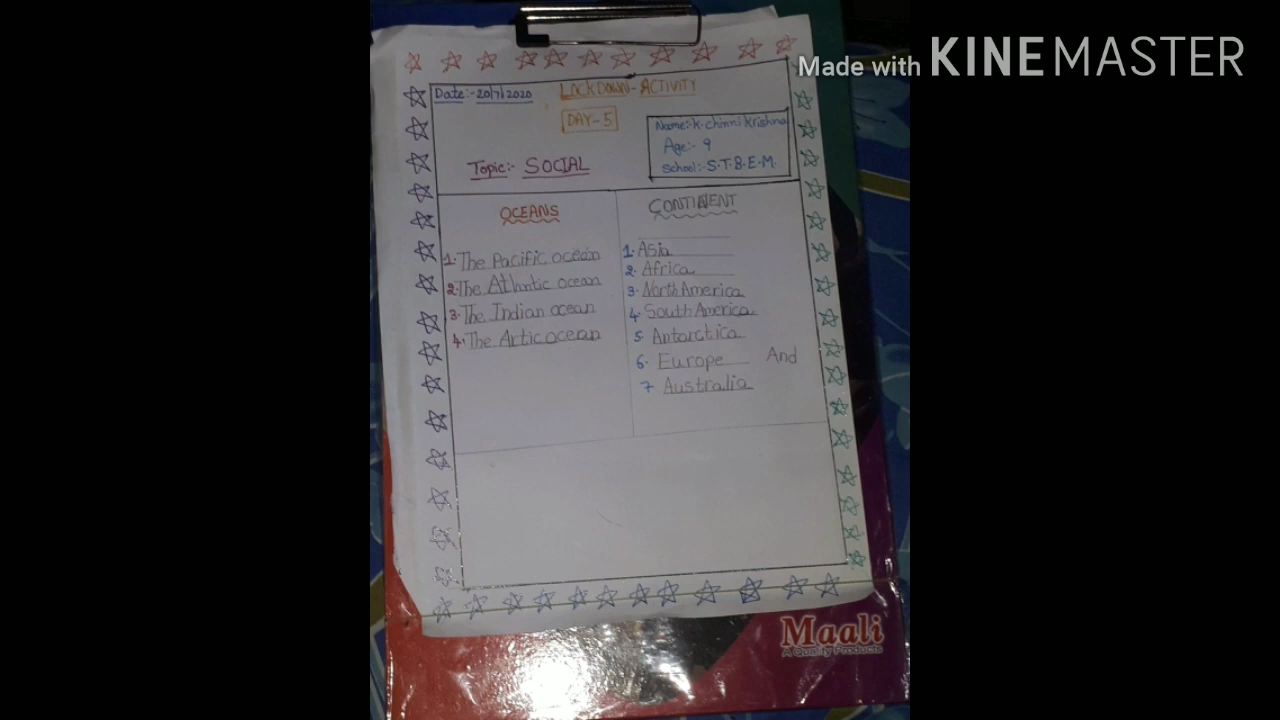 Made with KINEMASTER
Date:- 20/7/2020
LOCKDOWN-ACTIVITY
DAY-5
Name:- K. chinni Krishna
Age:- 9
School:- S.T.B.E.M.
Topic:- SOCIAL
OCEANS
1. The Pacific ocean
2. The Atlantic ocean
3. The Indian ocean
4. The Artic ocean
CONTINENT
1. Asia
2. Africa
3. North America
4. South America
5. Antarctica
6. Europe And
7 Australia
Maali
A Quality Products